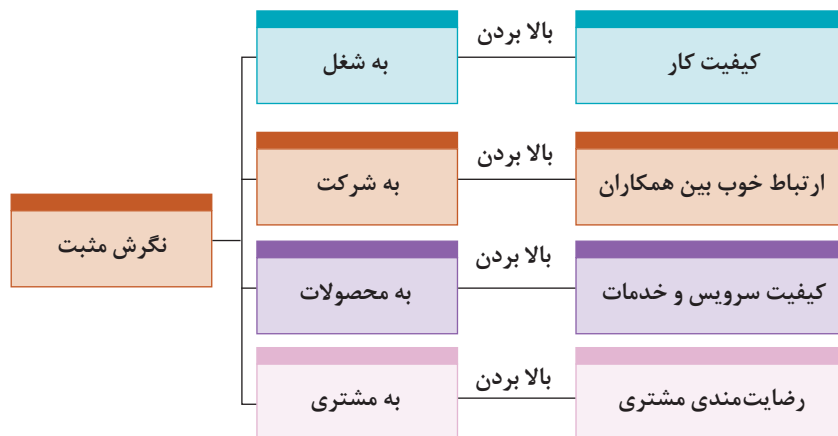 نگرش مثبت
به شغل
بالا بردن
کیفیت کار
به شرکت
بالا بردن
ارتباط خوب بین همکاران
به محصولات
بالا بردن
کیفیت سرویس و خدمات
به مشتری
بالا بردن
رضایت‌مندی مشتری